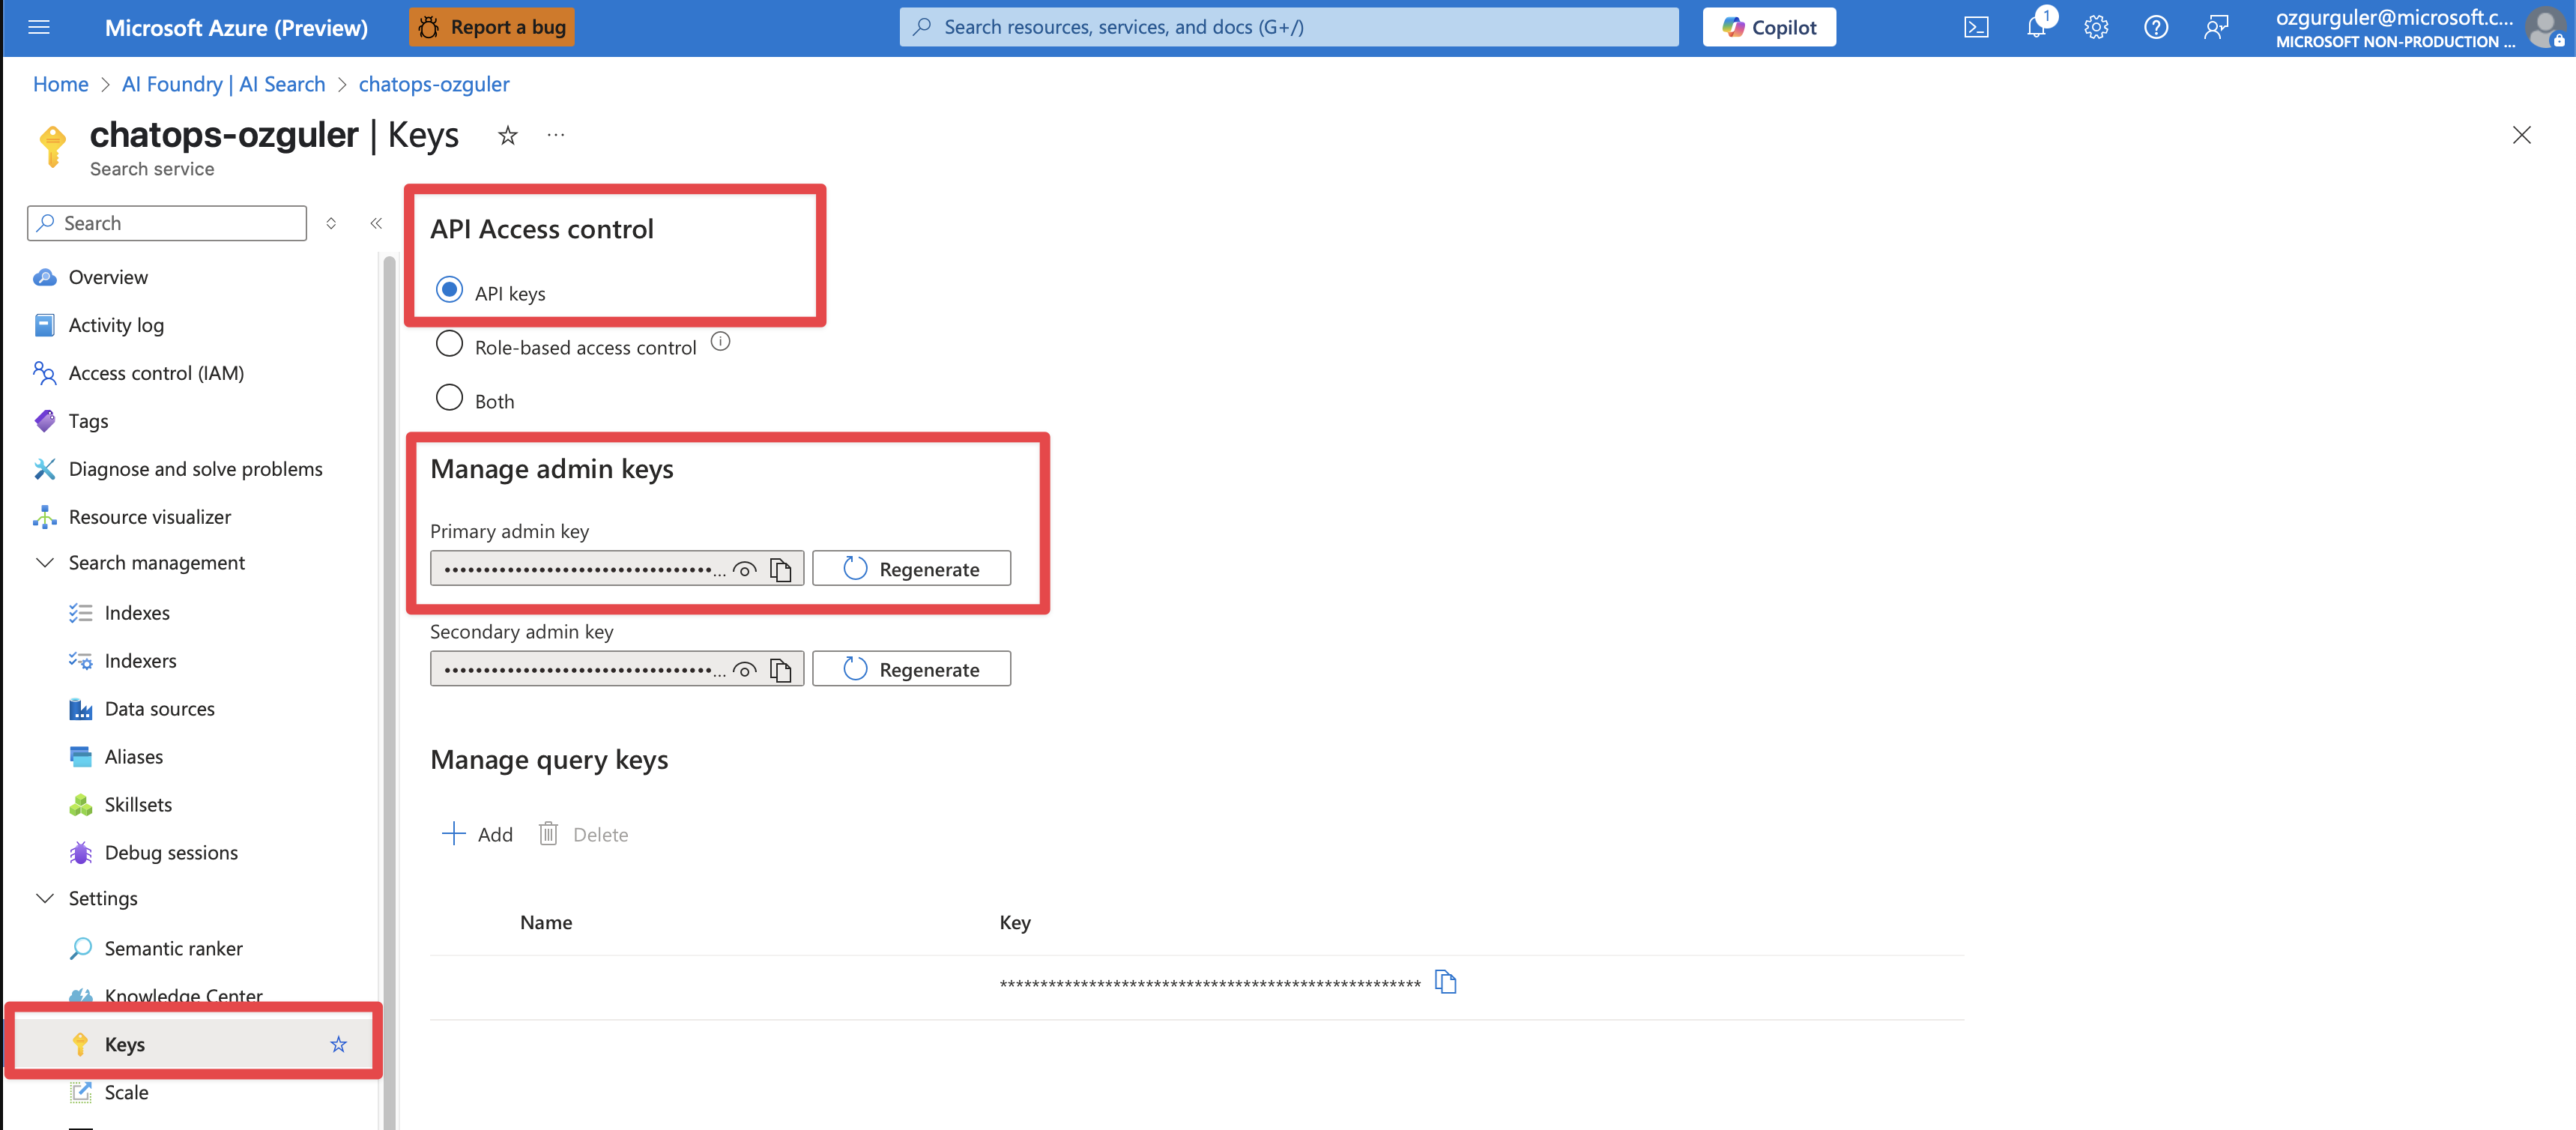 Microsoft Azure (Preview)
Report a bug
Search resources, services, and docs (G+/)
Copilot
1
ozgurguler@microsoft.c...
MICROSOFT NON-PRODUCTION ...
Home > AI Foundry | AI Search > chatops-ozguler
chatops-ozguler | Keys
Search service
Search
Overview
Activity log
Access control (IAM)
Tags
Diagnose and solve problems
Resource visualizer
Search management
Indexes
Indexers
Data sources
Aliases
Skillsets
Debug sessions
Settings
Semantic ranker
Knowledge Center
Keys
Scale
API Access control
API keys
Role-based access control
Both
Manage admin keys
Primary admin key
Regenerate
Secondary admin key
Regenerate
Manage query keys
Add
Delete
Name
Key
****************************************************